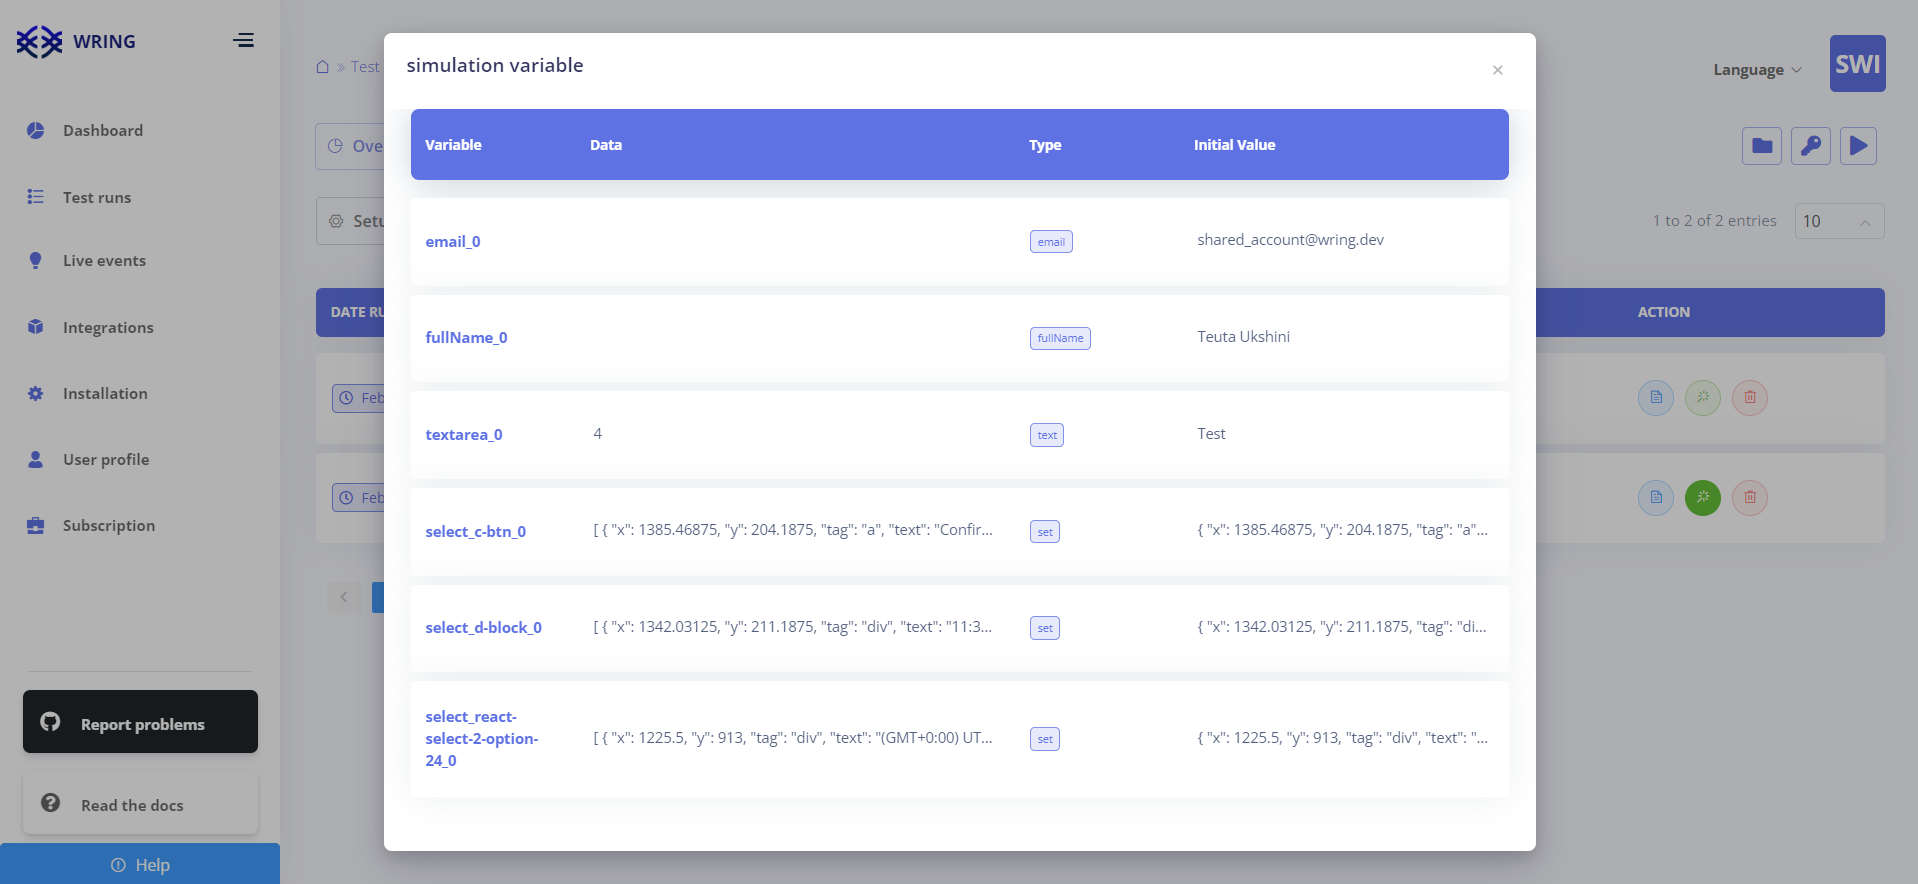 WRING
Test
Language
SWI
Dashboard
Test runs
Live events
Integrations
Installation
User profile
Subscription
Report problems
Read the docs
Help
Ove
Setu
1 to 2 of 2 entries
10
DATE RU
ACTION
Feb
Feb
simulation variable
×
Variable Data Type Initial Value
email_0 email shared_account@wring.dev
fullName_0 fullName Teuta Ukshini
textarea_0 4 text Test
select_c-btn_0 [ { "x": 1385.46875, "y": 204.1875, "tag": "a", "text": "Confir... set { "x": 1385.46875, "y": 204.1875, "tag": "a"...
select_d-block_0 [ { "x": 1342.03125, "y": 211.1875, "tag": "div", "text": "11:3... set { "x": 1342.03125, "y": 211.1875, "tag": "di...
select_react-
select-2-option- [ { "x": 1225.5, "y": 913, "tag": "div", "text": "(GMT+0:00) UT... set { "x": 1225.5, "y": 913, "tag": "div", "text": "...
24_0